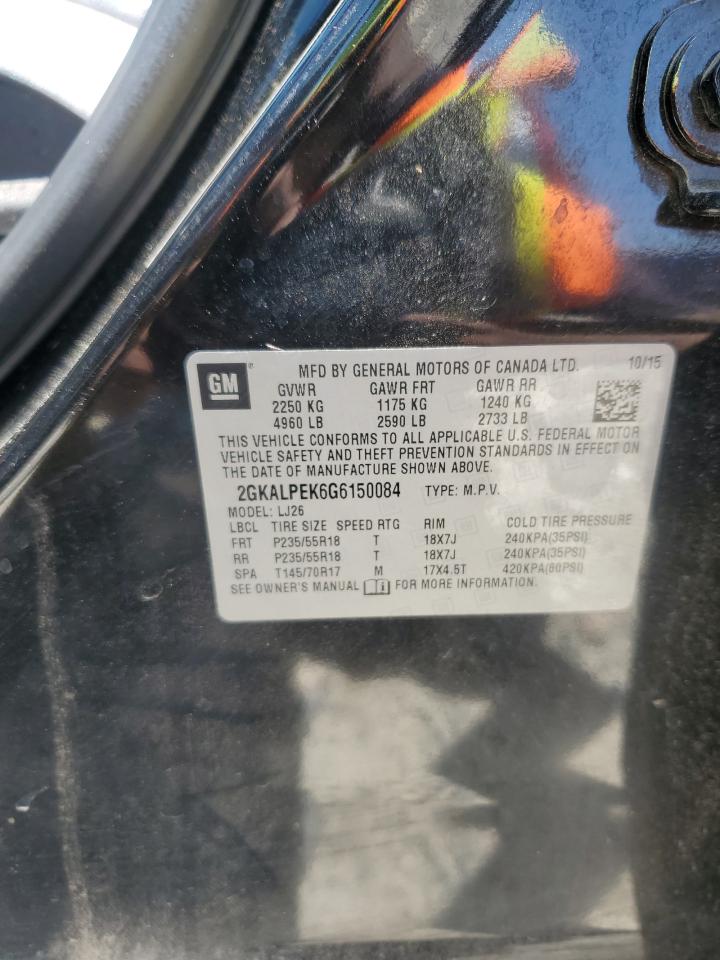 GM
MFD BY GENERAL MOTORS OF CANADA LTD. 10/15
GVWR GAWR FRT GAWR RR
2250 KG 1175 KG 1240 KG
4960 LB 2590 LB 2733 LB
THIS VEHICLE CONFORMS TO ALL APPLICABLE U.S. FEDERAL MOTOR
VEHICLE SAFETY AND THEFT PREVENTION STANDARDS IN EFFECT ON
THE DATE OF MANUFACTURE SHOWN ABOVE.
2GKALPEK6G6150084 TYPE: M.P.V.
MODEL: LJ26
LBCL TIRE SIZE SPEED RTG RIM COLD TIRE PRESSURE
FRT P235/55R18 T 18X7J 240KPA(35PSI)
RR P235/55R18 T 18X7J 240KPA(35PSI)
SPA T145/70R17 M 17X4.5T 420KPA(60PSI)
SEE OWNER'S MANUAL FOR MORE INFORMATION.